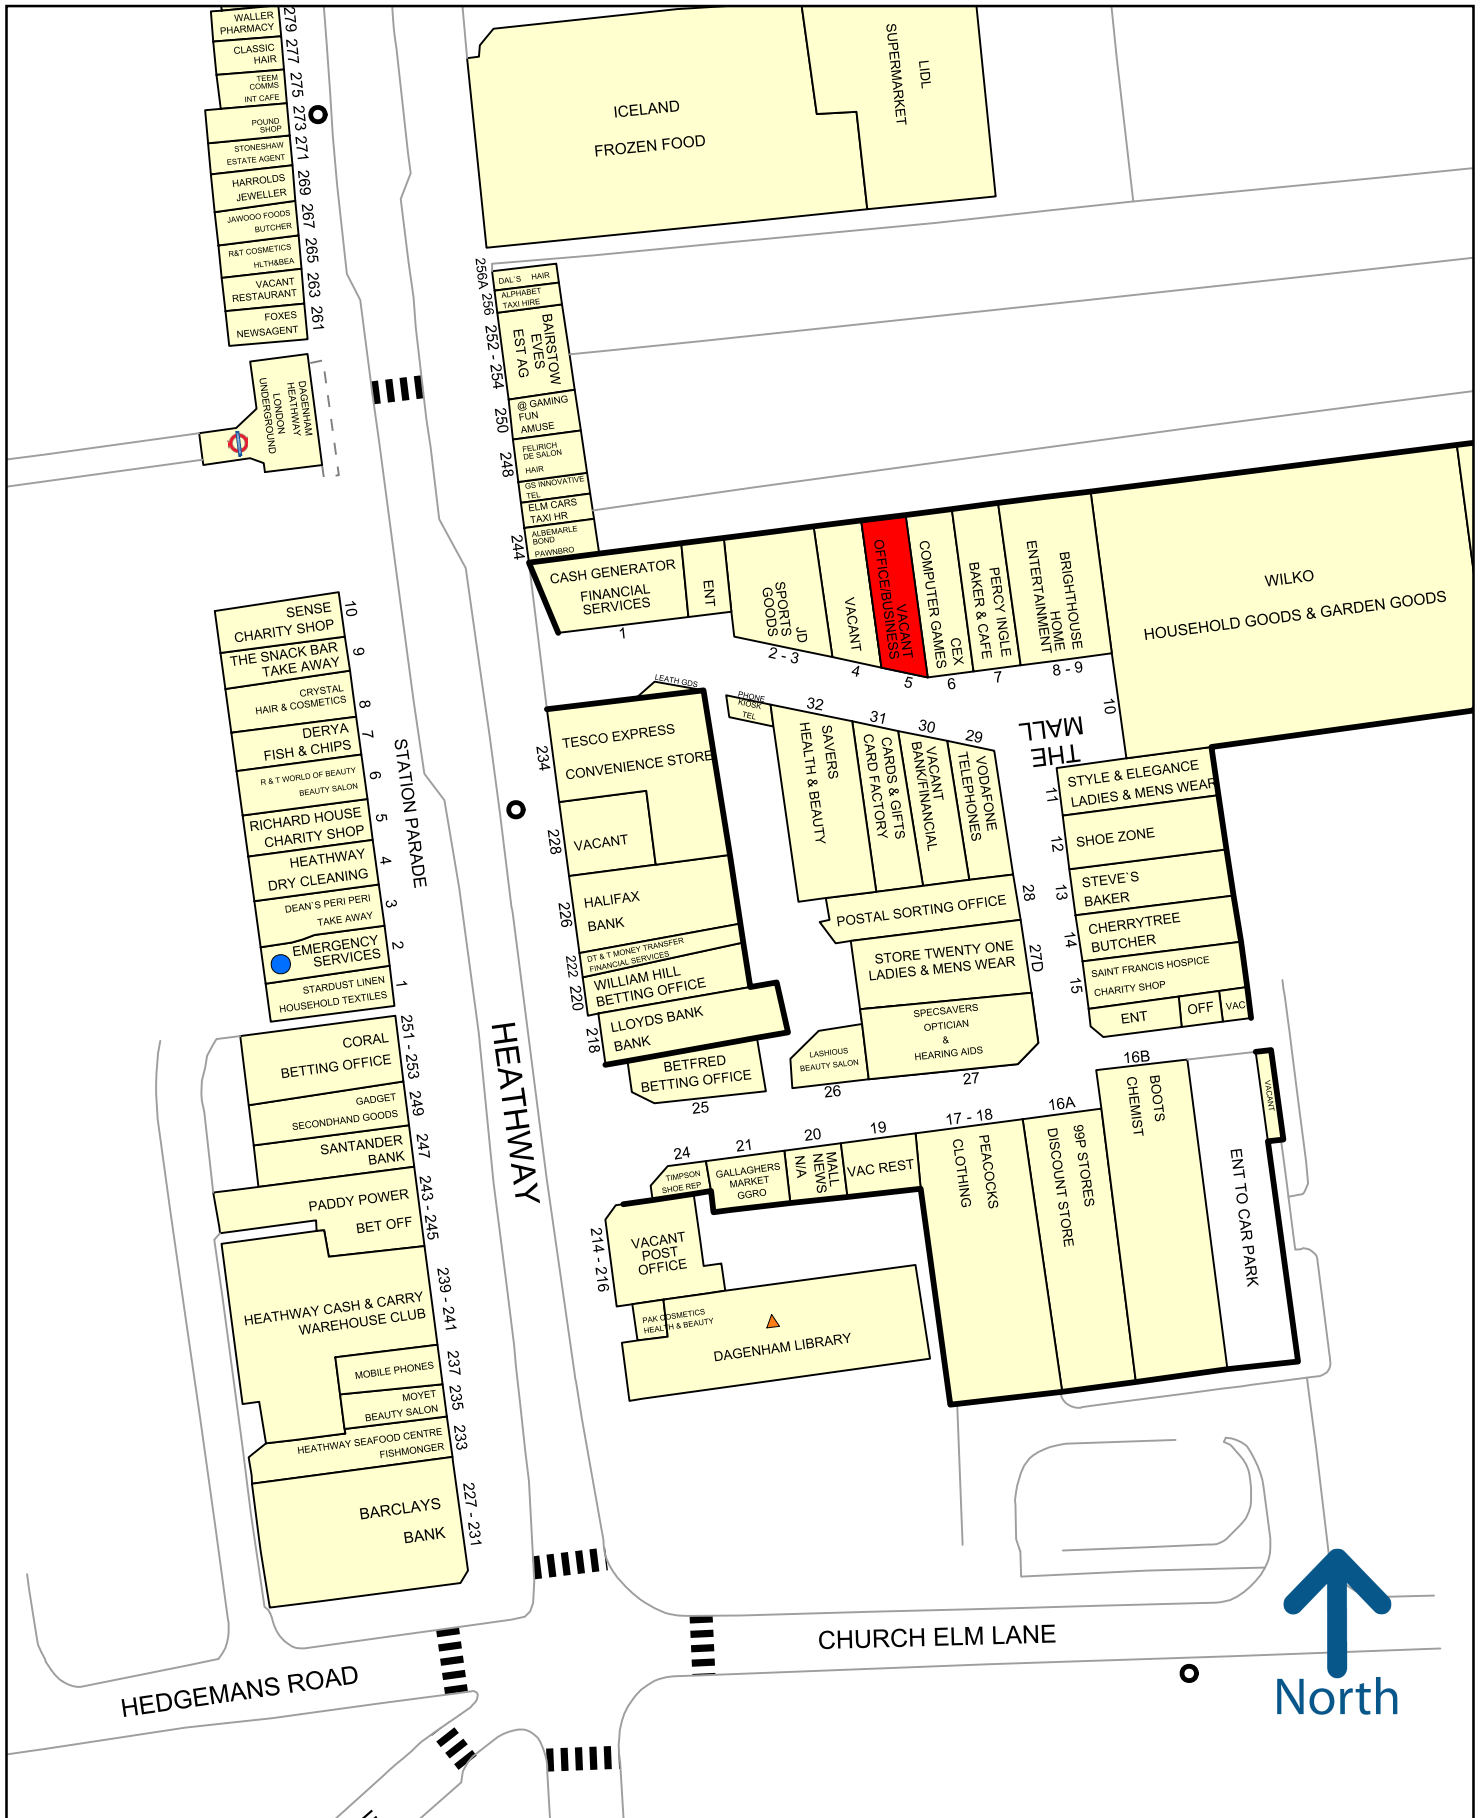 WALLER
PHARMACY
279
CLASSIC
HAIR
277
TEEM
COMMS
INT CAFE
275
POUND
SHOP
273
STONESHAW
ESTATE AGENT
271
HARROLDS
JEWELLER
269
JAWOOO FOODS
BUTCHER
267
R&T COSMETICS
HLTH&BEA
265
VACANT
RESTAURANT
263
FOXES
NEWSAGENT
261
DAGENHAM
HEATHWAY
LONDON
UNDERGROUND
ICELAND
FROZEN FOOD
LIDL
SUPERMARKET
256A
DAL`S HAIR
256
ALPHABET
TAXI HIRE
252 - 254
BAIRSTOW
EVES
EST AG
250
@ GAMING
FUN
AMUSE
248
FELIRICH
DE SALON
HAIR
GS INNOVATIVE
TEL
ELM CARS
TAXI HR
244
ALBEMARLE
BOND
PAWNBRO
CASH GENERATOR
FINANCIAL
SERVICES
1
ENT
JD
SPORTS
GOODS
2 - 3
VACANT
4
VACANT
OFFICE/BUSINESS
5
CEX
COMPUTER GAMES
6
PERCY INGLE
BAKER & CAFE
7
BRIGHTHOUSE
HOME
ENTERTAINMENT
8 - 9
WILKO
HOUSEHOLD GOODS & GARDEN GOODS
10
THE
MALL
SENSE
CHARITY SHOP
10
THE SNACK BAR
TAKE AWAY
9
CRYSTAL
HAIR & COSMETICS
8
DERYA
FISH & CHIPS
7
R & T WORLD OF BEAUTY
BEAUTY SALON
6
RICHARD HOUSE
CHARITY SHOP
5
HEATHWAY
DRY CLEANING
4
DEAN`S PERI PERI
TAKE AWAY
3
EMERGENCY
SERVICES
2
STARDUST LINEN
HOUSEHOLD TEXTILES
1
STATION PARADE
LEATH GDS
234
TESCO EXPRESS
CONVENIENCE STORE
228
VACANT
226
HALIFAX
BANK
222
DT & T MONEY TRANSFER
FINANCIAL SERVICES
220
WILLIAM HILL
BETTING OFFICE
218
LLOYDS BANK
BANK
BETFRED
BETTING OFFICE
25
PHONE
KIOSK
TEL
32
SAVERS
HEALTH & BEAUTY
31
CARDS & GIFTS
CARD FACTORY
30
VACANT
BANK/FINANCIAL
29
VODAFONE
TELEPHONES
POSTAL SORTING OFFICE
28
STORE TWENTY ONE
LADIES & MENS WEAR
27D
SPECSAVERS
OPTICIAN
&
HEARING AIDS
27
LASHIOUS
BEAUTY SALON
26
11
STYLE & ELEGANCE
LADIES & MENS WEAR
12
SHOE ZONE
13
STEVE`S
BAKER
14
CHERRYTREE
BUTCHER
15
SAINT FRANCIS HOSPICE
CHARITY SHOP
ENT
OFF
VAC
16B
BOOTS
CHEMIST
VACANT
ENT TO CAR PARK
16A
99P STORES
DISCOUNT STORE
17 - 18
PEACOCKS
CLOTHING
19
VAC REST
20
MALL
NEWS
N/A
21
GALLAGHERS
MARKET
GGRO
24
TIMPSON
SHOE REP
214 - 216
VACANT
POST
OFFICE
PAK COSMETICS
HEALTH & BEAUTY
DAGENHAM LIBRARY
HEATHWAY
CORAL
BETTING OFFICE
251 - 253
GADGET
SECONDHAND GOODS
249
SANTANDER
BANK
247
PADDY POWER
BET OFF
243 - 245
HEATHWAY CASH & CARRY
WAREHOUSE CLUB
239 - 241
MOBILE PHONES
237
MOYET
BEAUTY SALON
235
HEATHWAY SEAFOOD CENTRE
FISHMONGER
233
BARCLAYS
BANK
227 - 231
CHURCH ELM LANE
HEDGEMANS ROAD
North